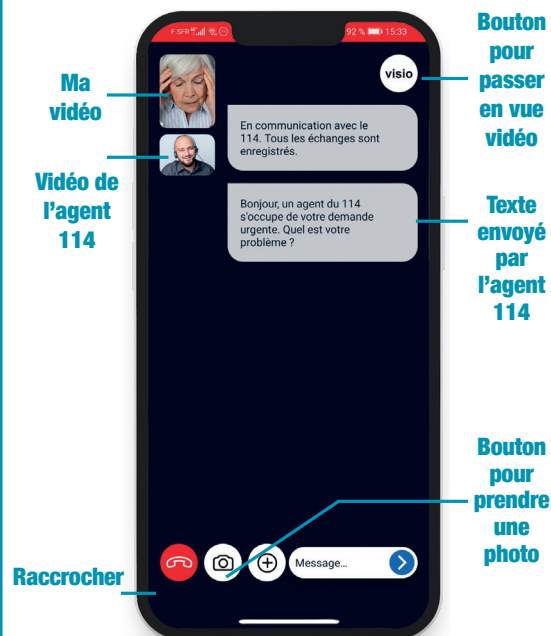 F SFR 4G
92 % 15:33
visio
Bouton
pour
passer
en vue
vidéo
Ma
vidéo
En communication avec le
114. Tous les échanges sont
enregistrés.
Vidéo de
l'agent
114
Bonjour, un agent du 114
s'occupe de votre demande
urgente. Quel est votre
problème ?
Texte
envoyé
par
l'agent
114
Bouton
pour
prendre
une
photo
Message...
Raccrocher